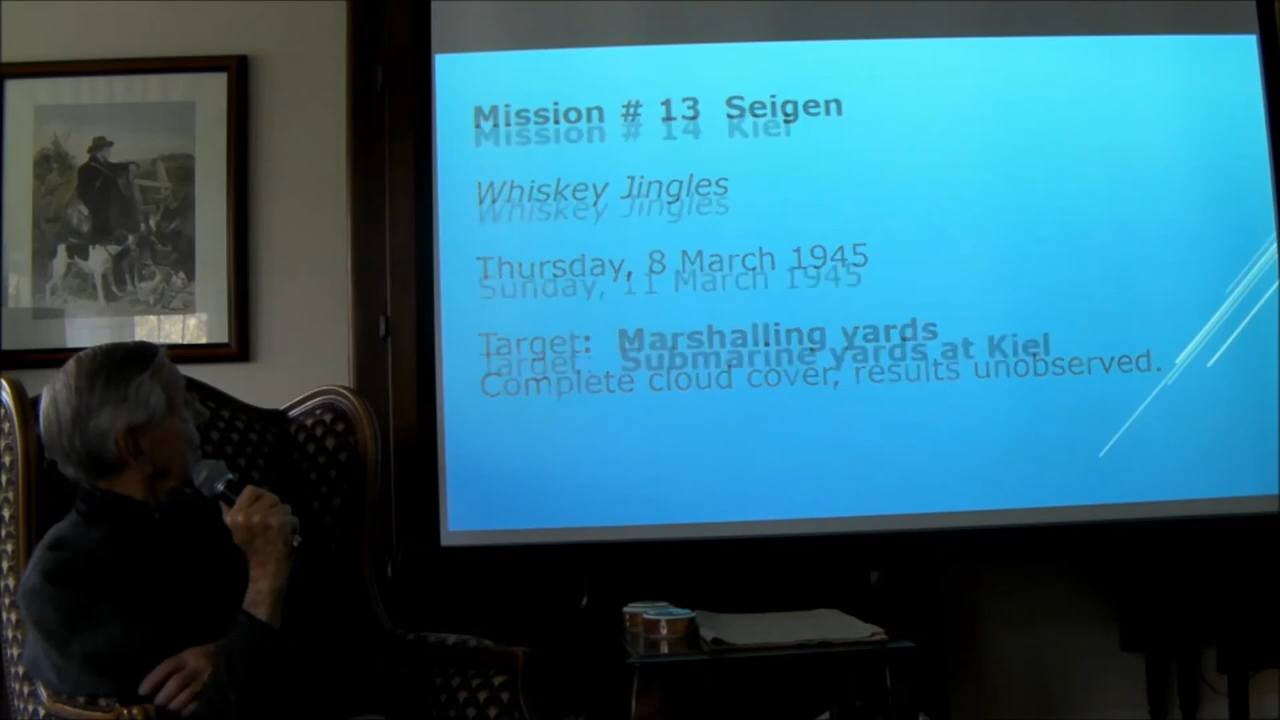 Mission # 13 Seigen
Mission # 14 Kiel
Whiskey Jingles
Whiskey Jingles
Thursday, 8 March 1945
Sunday, 11 March 1945
Target: Marshalling yards
Target: Submarine yards at Kiel
Complete cloud cover, results unobserved.